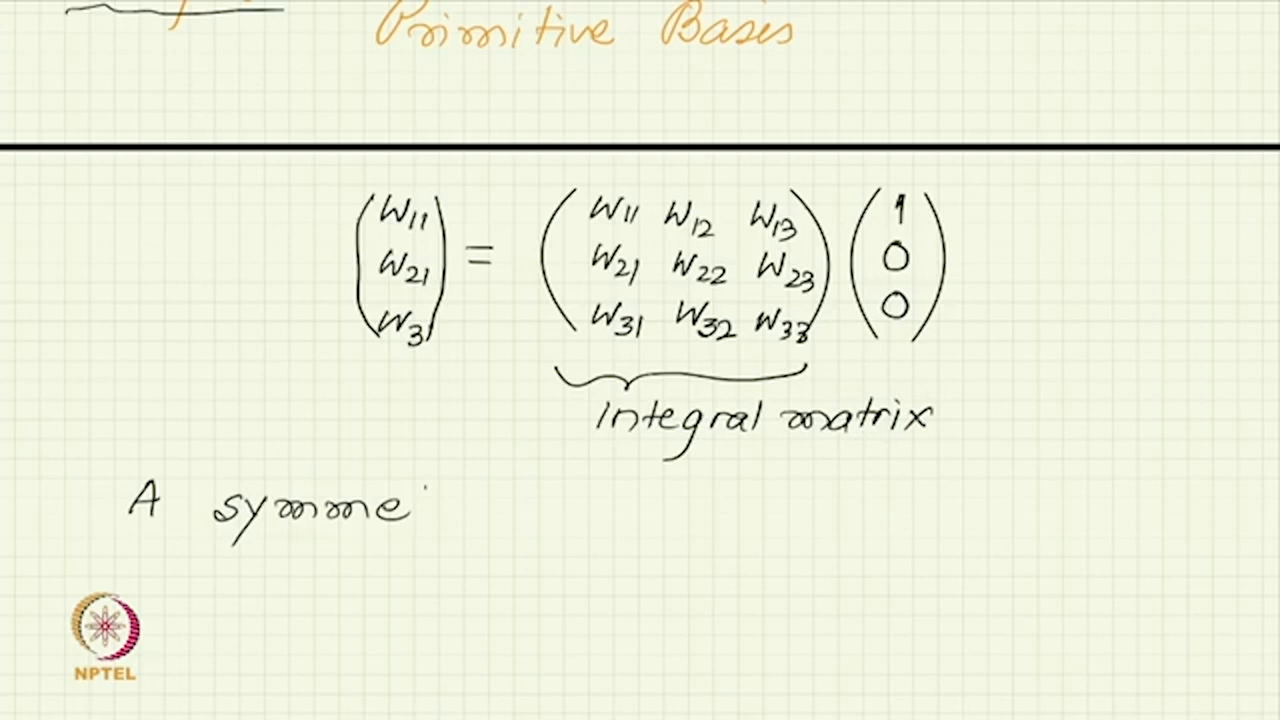 Primitive Basis
(W11 W21 W31) = (W11 W12 W13 W21 W22 W23 W31 W32 W33) (1 0 0)
integral matrix
A symme
NPTEL